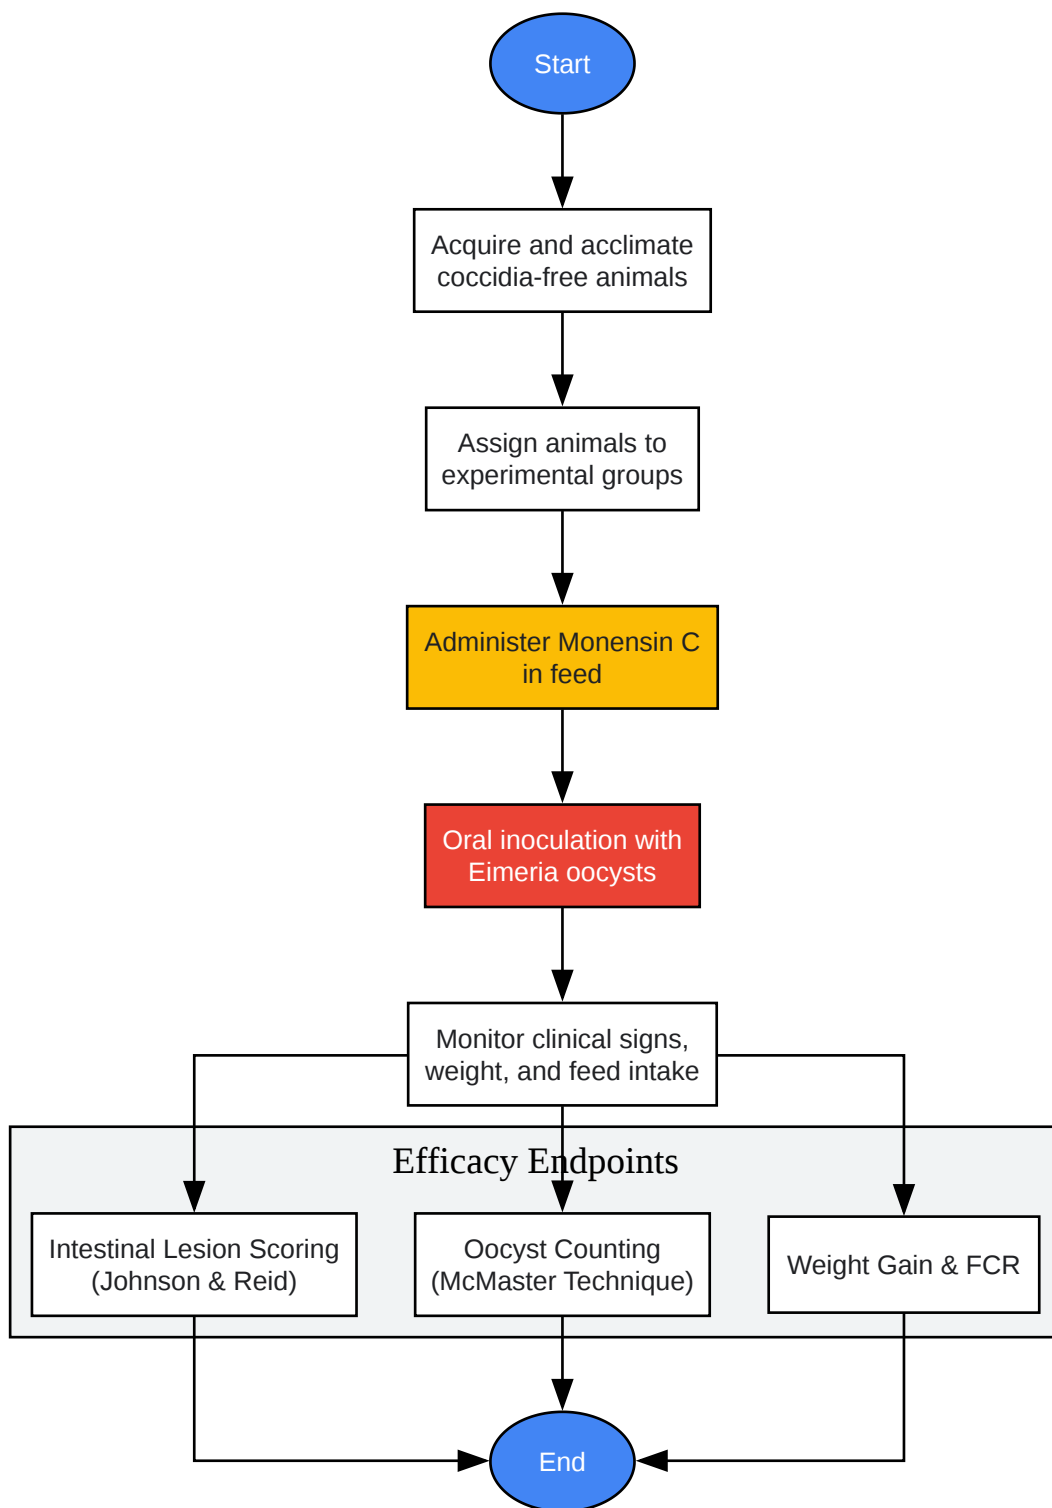 Start
Acquire and acclimate
coccidia-free animals
Assign animals to
experimental groups
Administer Monensin C
in feed
Oral inoculation with
Eimeria oocysts
Monitor clinical signs,
weight, and feed intake
Efficacy Endpoints
Intestinal Lesion Scoring
(Johnson & Reid)
Oocyst Counting
(McMaster Technique)
Weight Gain & FCR
End